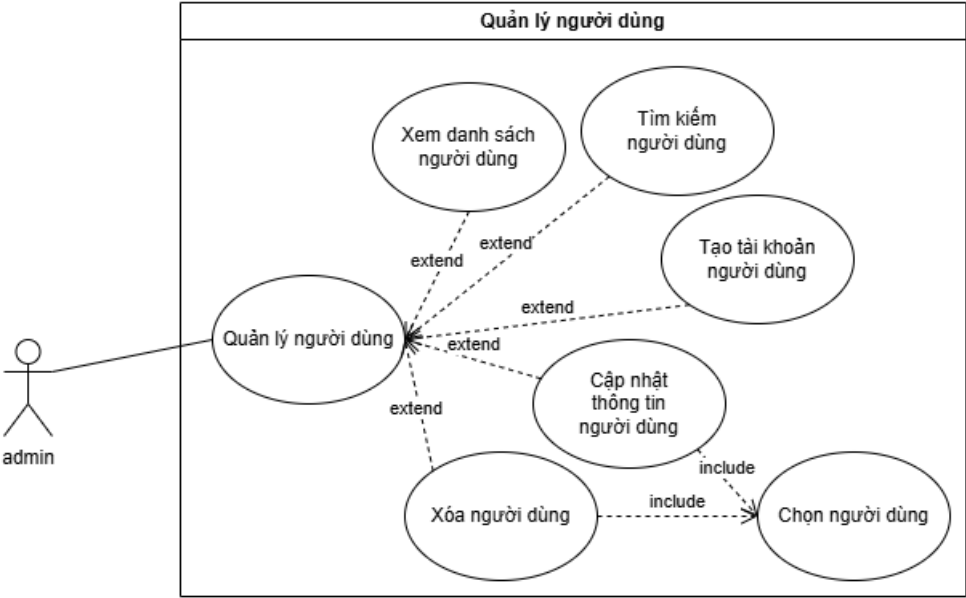 Quản lý người dùng
Xem danh sách
người dùng
Tìm kiếm
người dùng
Tạo tài khoản
người dùng
extend
extend
extend
Quản lý người dùng
extend
Cập nhật
thông tin
người dùng
extend
admin
include
Xóa người dùng
include
Chọn người dùng